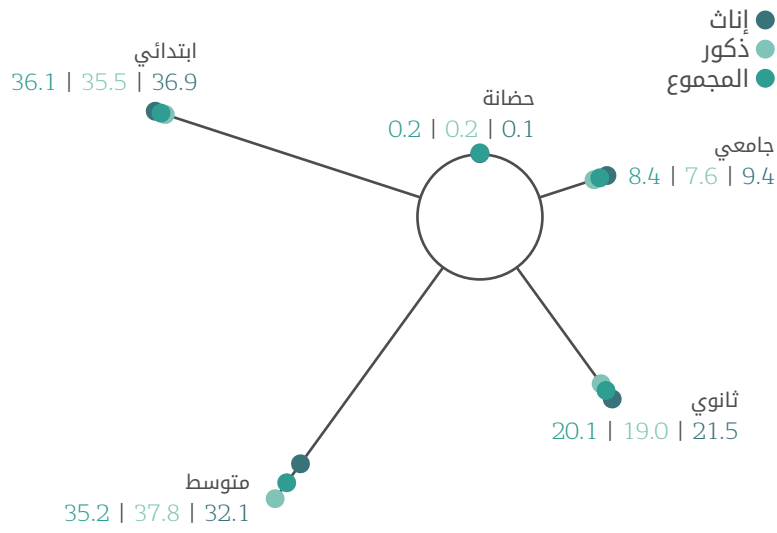 إناث
ذكور
المجموع
ابتدائي
36.1 | 35.5 | 36.9
حضانة
0.2 | 0.2 | 0.1
جامعي
8.4 | 7.6 | 9.4
ثانوي
20.1 | 19.0 | 21.5
متوسط
35.2 | 37.8 | 32.1